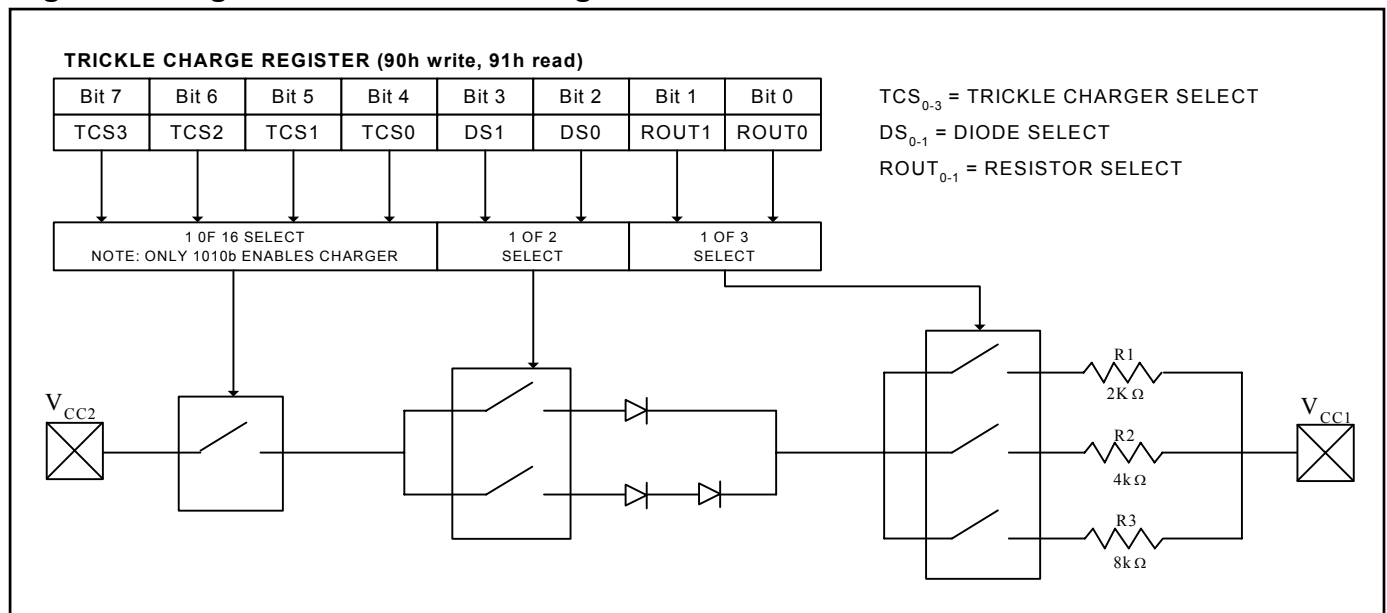 TRICKLE CHARGE REGISTER (90h write, 91h read)
Bit 7 Bit 6 Bit 5 Bit 4 Bit 3 Bit 2 Bit 1 Bit 0
TCS3 TCS2 TCS1 TCS0 DS1 DS0 ROUT1 ROUT0
TCS0-3 = TRICKLE CHARGER SELECT
DS0-1 = DIODE SELECT
ROUT0-1 = RESISTOR SELECT
1 0F 16 SELECT
NOTE: ONLY 1010b ENABLES CHARGER
1 OF 2
SELECT
1 OF 3
SELECT
VCC2
R1
2K Ω
R2
4k Ω
R3
8k Ω
VCC1